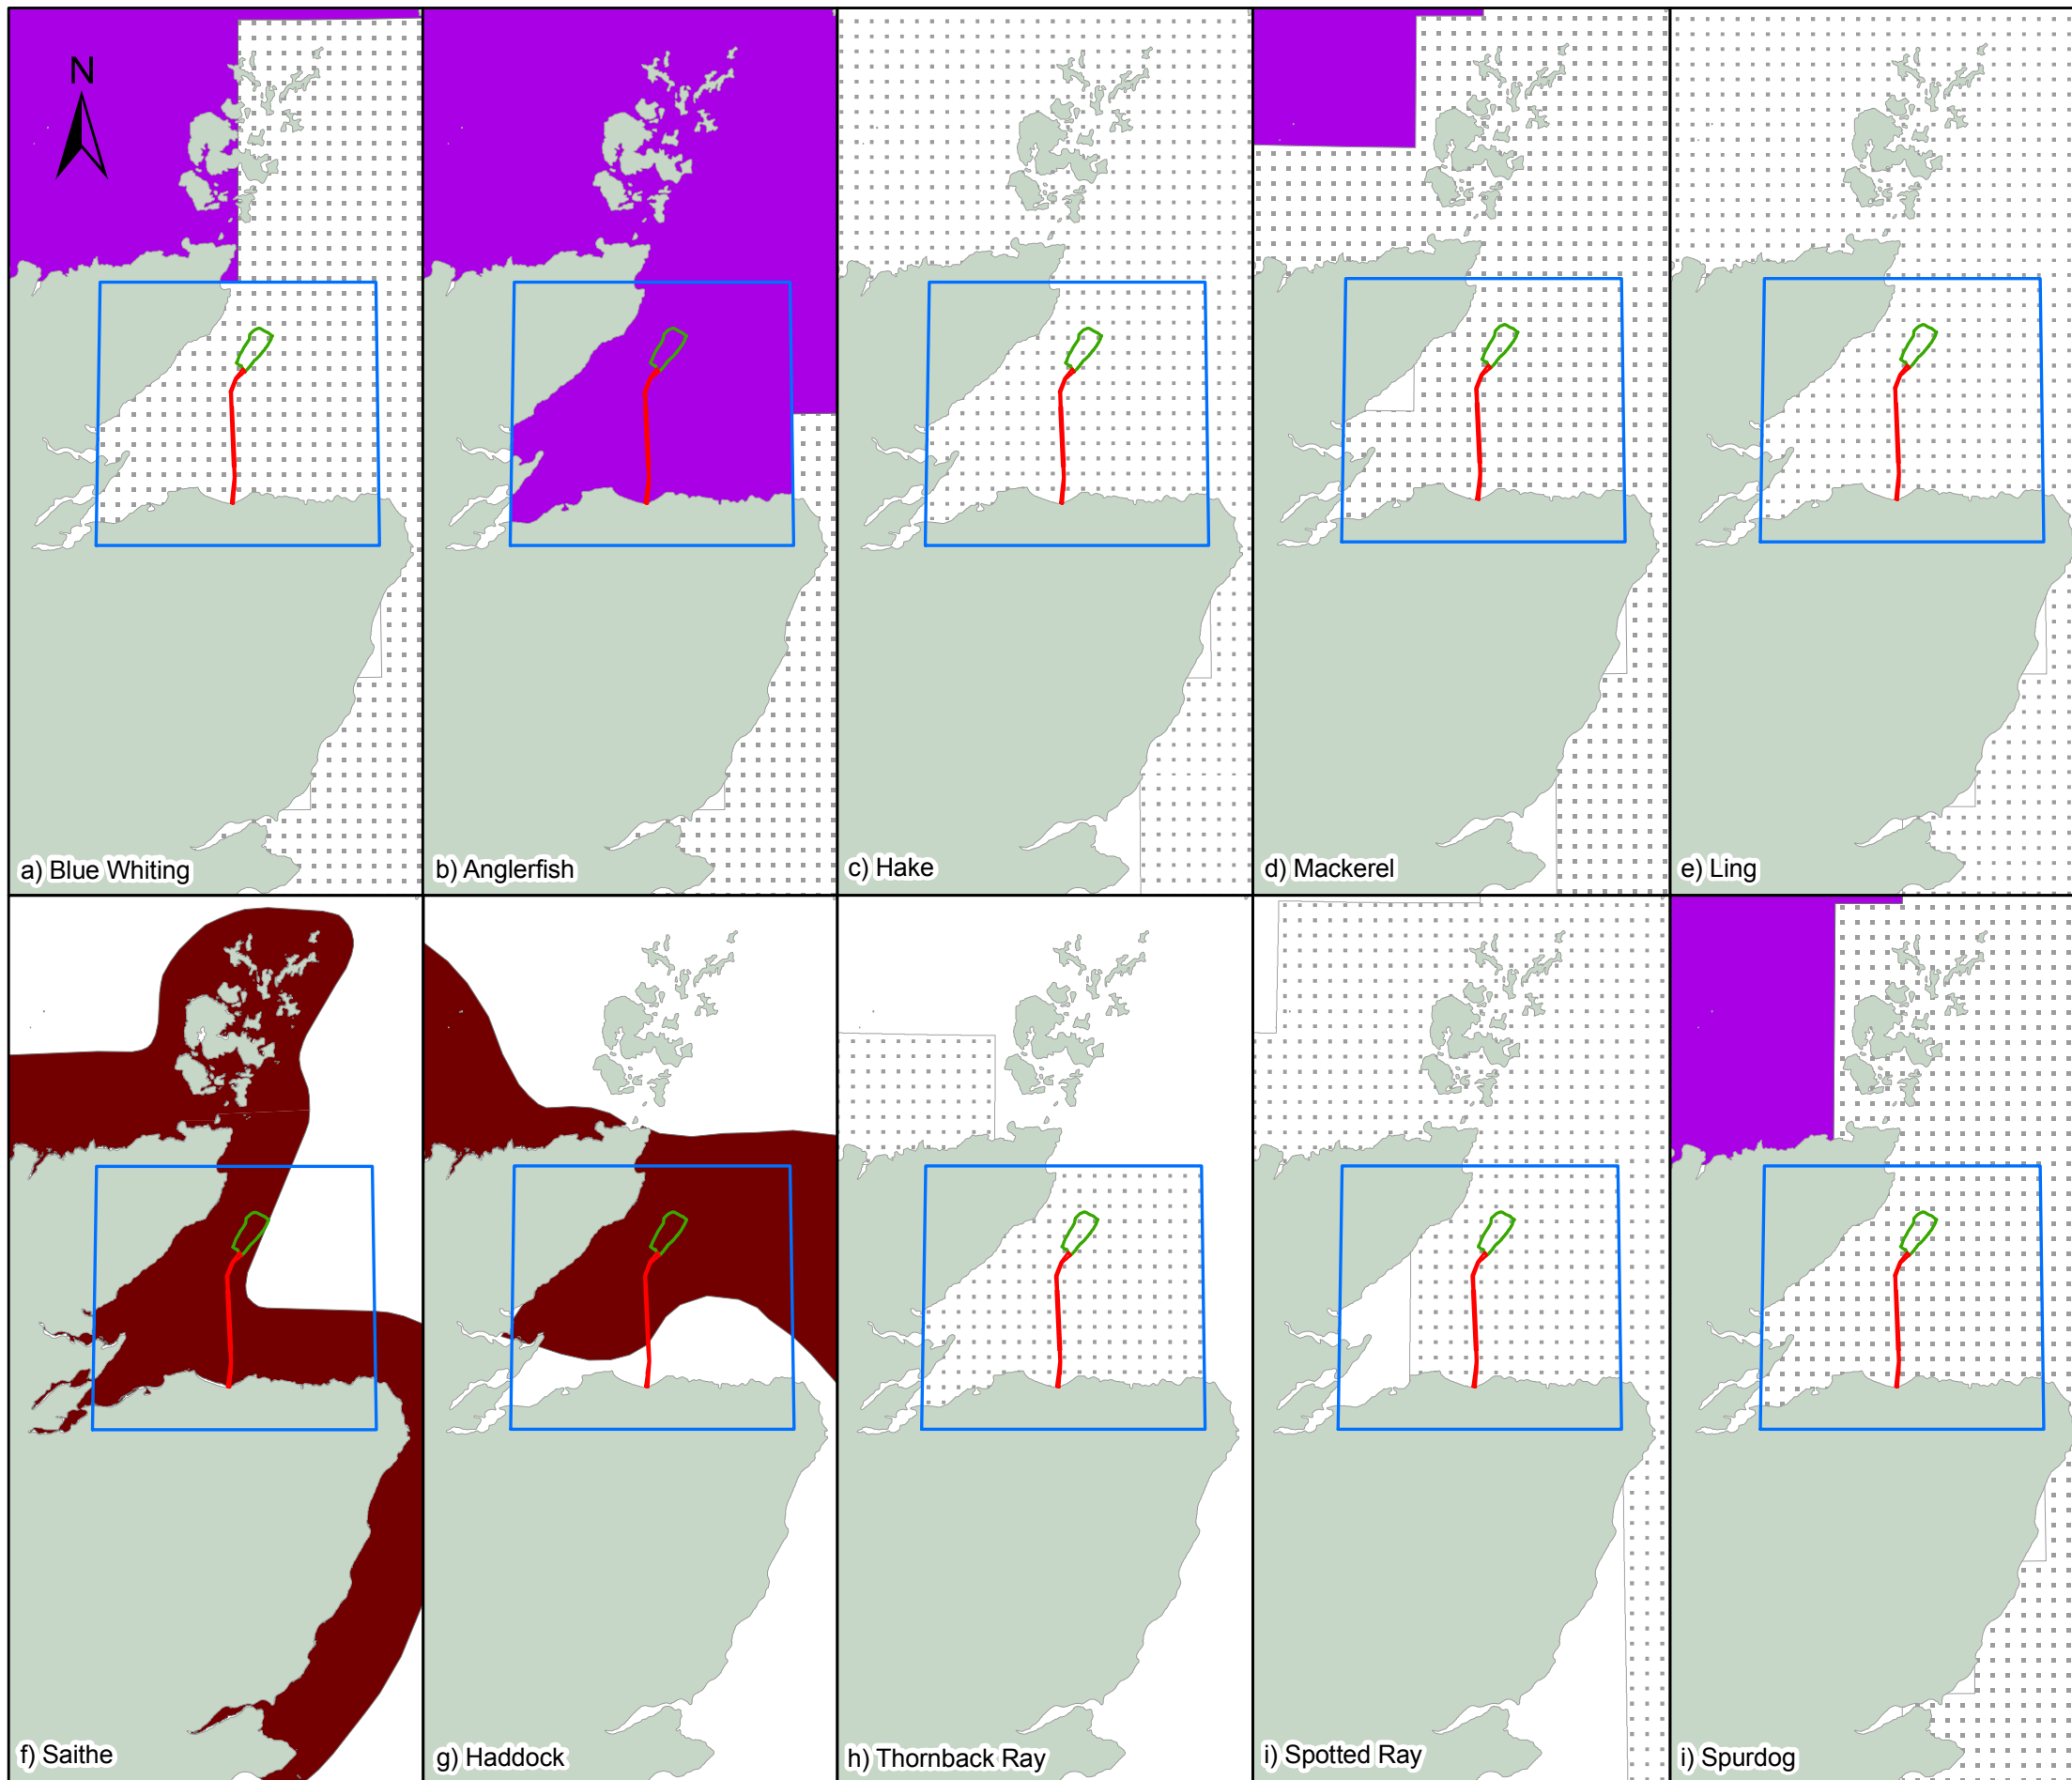 N
a) Blue Whiting
b) Anglerfish
c) Hake
d) Mackerel
e) Ling
f) Saithe
g) Haddock
h) Thornback Ray
i) Spotted Ray
i) Spurdog